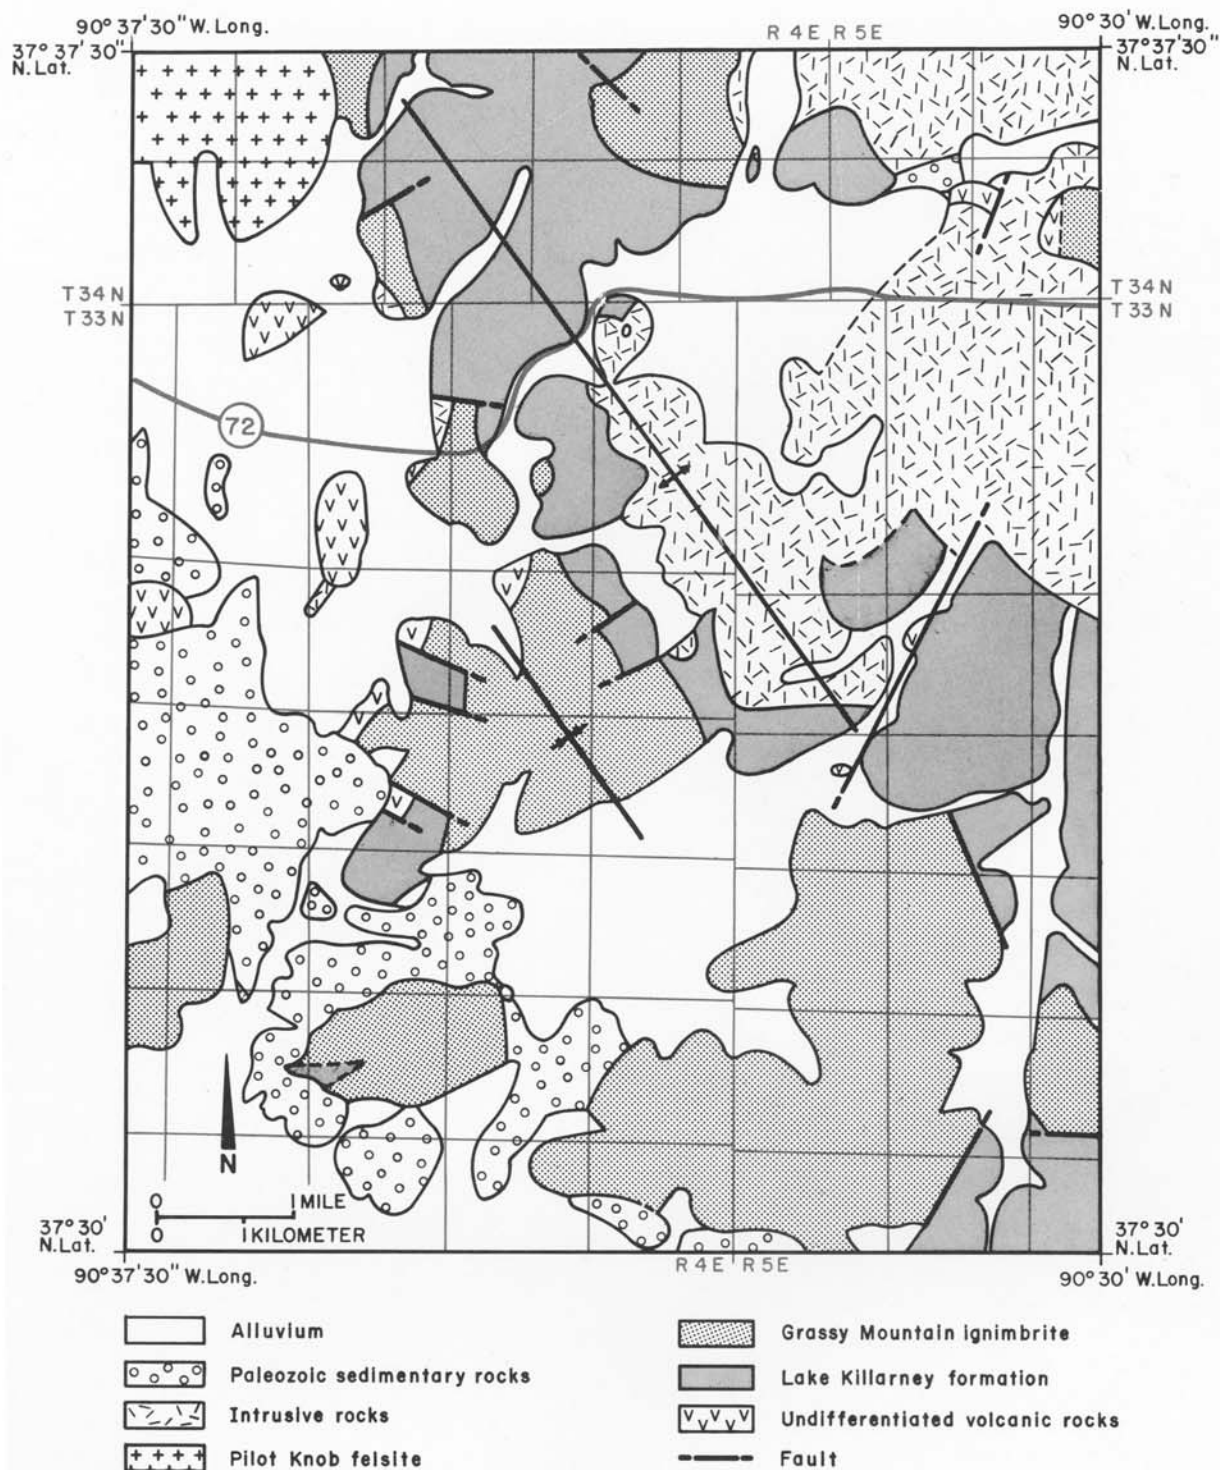 90°37'30" W. Long.
90°30' W. Long.
R 4 E R 5 E
37°37'30"
N. Lat.
37°37'30"
N. Lat.
T 34 N
T 33 N
T 34 N
T 33 N
72
N
0 1 MILE
0 1 KILOMETER
37°30'
N. Lat.
37°30'
N. Lat.
R 4 E R 5 E
90°37'30" W. Long.
90°30' W. Long.
Alluvium
Paleozoic sedimentary rocks
Intrusive rocks
Pilot Knob felsite
Grassy Mountain ignimbrite
Lake Killarney formation
Undifferentiated volcanic rocks
Fault